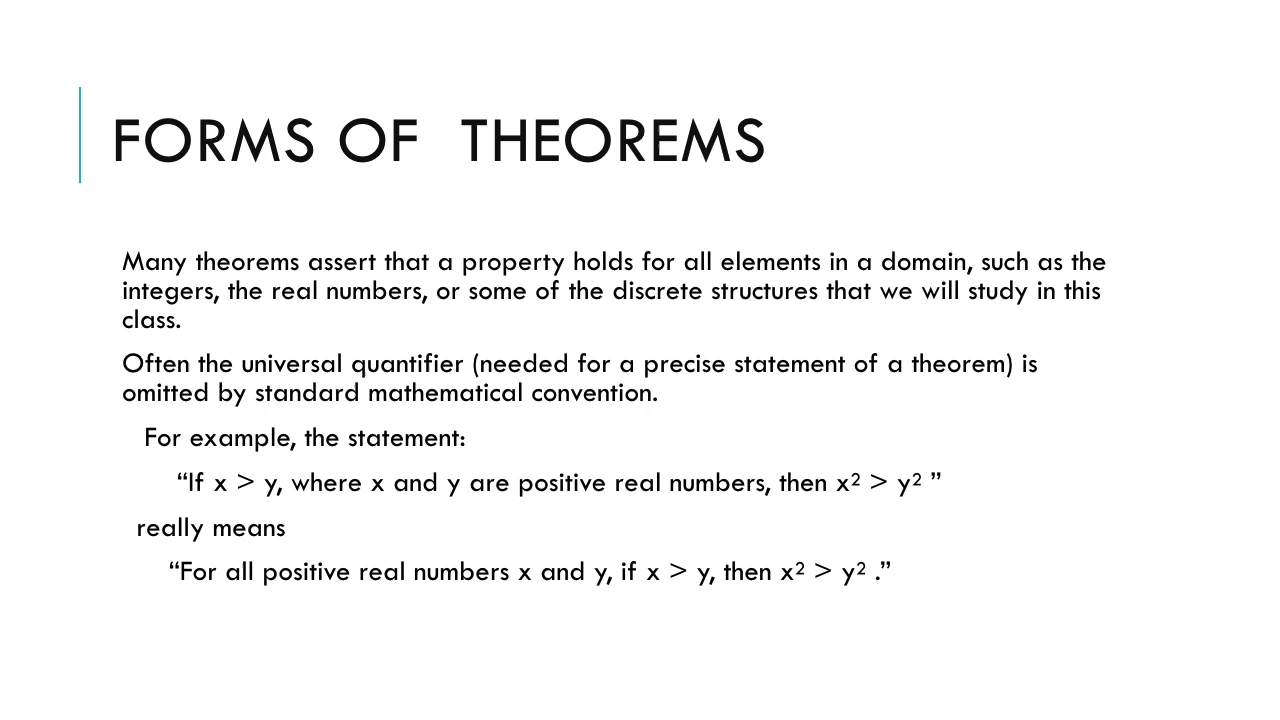 FORMS OF  THEOREMS
Many theorems assert that a property holds for all elements in a domain, such as the
integers, the real numbers, or some of the discrete structures that we will study in this
class.
Often the universal quantifier (needed for a precise statement of a theorem) is
omitted by standard mathematical convention.
For example, the statement:
“If x > y, where x and y are positive real numbers, then x² > y² ”
really means
“For all positive real numbers x and y, if x > y, then x² > y² .”